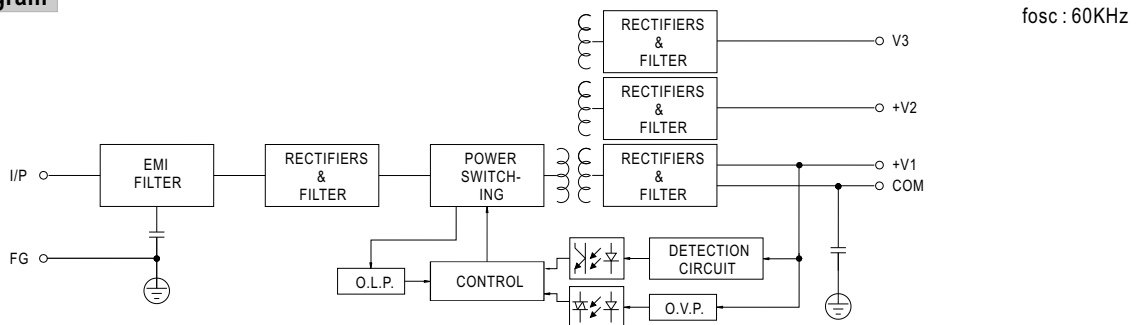 fosc : 60KHz
RECTIFIERS
&
FILTER
V3
RECTIFIERS
&
FILTER
+V2
I/P
EMI
FILTER
RECTIFIERS
&
FILTER
POWER
SWITCH-
ING
RECTIFIERS
&
FILTER
+V1
COM
FG
O.L.P.
CONTROL
DETECTION
CIRCUIT
O.V.P.